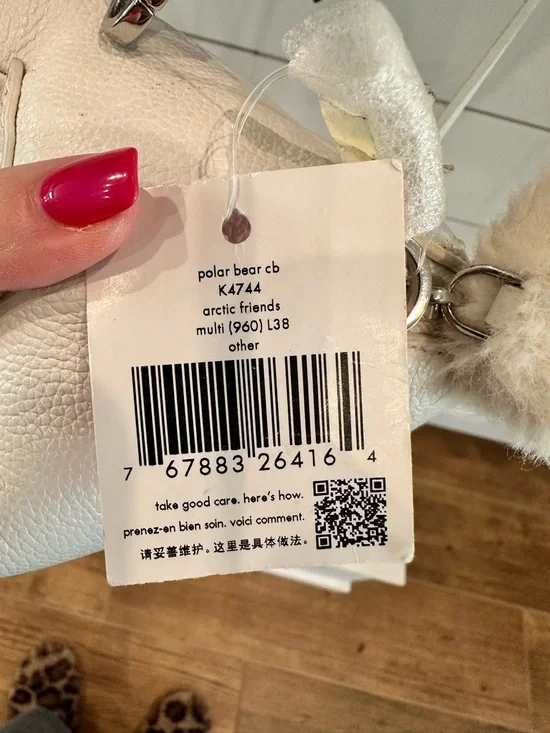 polar bear cb
K4744
arctic friends
multi (960) L38
other
7 67883 26416 4
take good care. here's how.
prenez-en bien soin. voici comment.
请妥善维护。这里是具体做法。